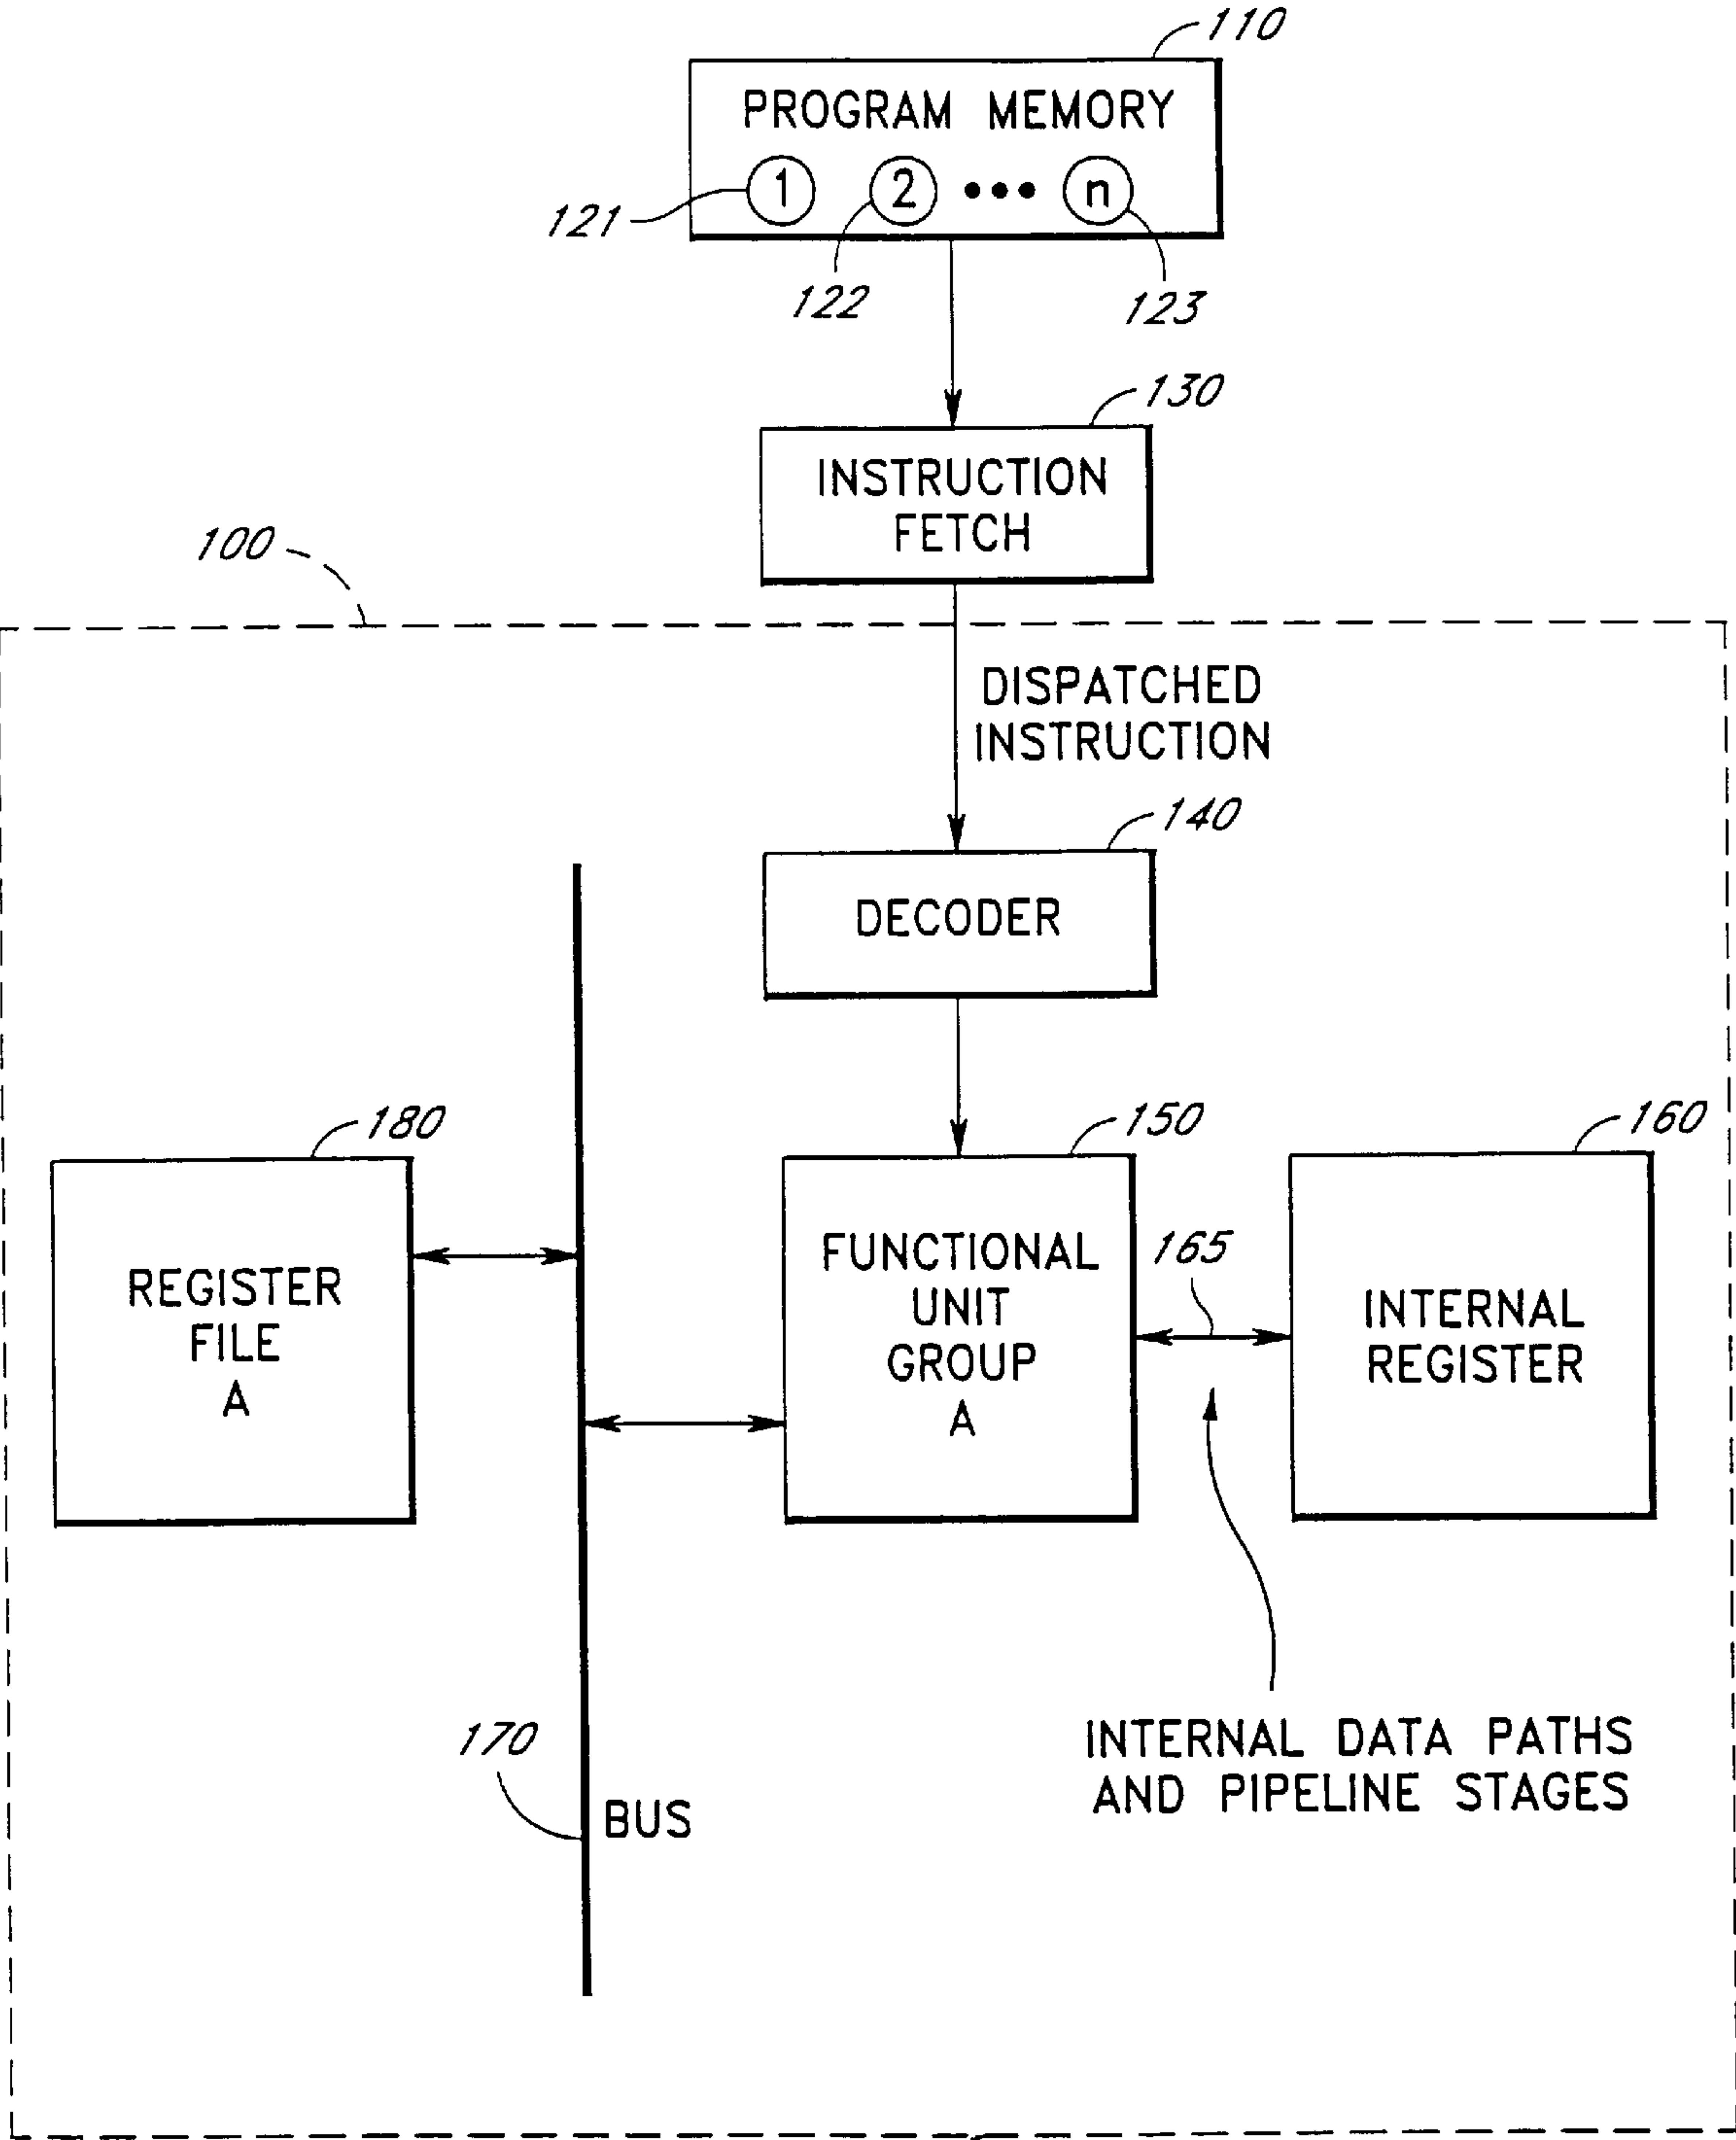 110
PROGRAM MEMORY
1 2 ••• n
121
122
123
130
INSTRUCTION
FETCH
100
DISPATCHED
INSTRUCTION
140
DECODER
180
150
160
REGISTER
FILE
A
FUNCTIONAL
UNIT
GROUP
A
165
INTERNAL
REGISTER
170
BUS
INTERNAL DATA PATHS
AND PIPELINE STAGES